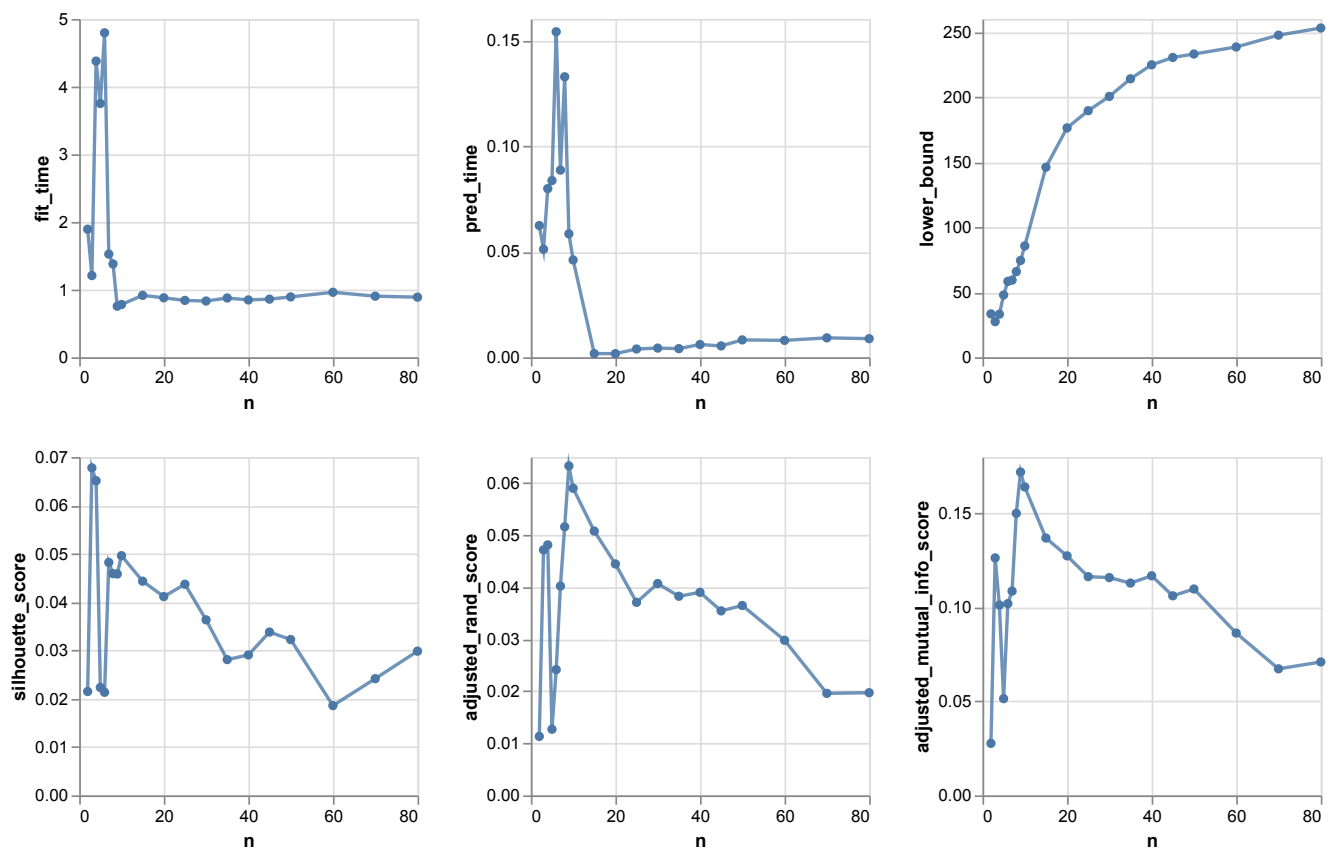 fit_time
5
4
3
2
1
0
0 20 40 60 80
n
pred_time
0.15
0.10
0.05
0.00
0 20 40 60 80
n
lower_bound
250
200
150
100
50
0
0 20 40 60 80
n
silhouette_score
0.07
0.06
0.05
0.04
0.03
0.02
0.01
0.00
0 20 40 60 80
n
adjusted_rand_score
0.06
0.05
0.04
0.03
0.02
0.01
0.00
0 20 40 60 80
n
adjusted_mutual_info_score
0.15
0.10
0.05
0.00
0 20 40 60 80
n